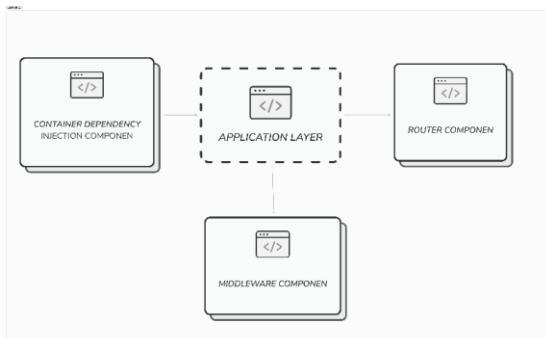 CONTAINER DEPENDENCY
INJECTION COMPONEN
</>
APPLICATION LAYER
</>
ROUTER COMPONEN
</>
MIDDLEWARE COMPONEN
</>